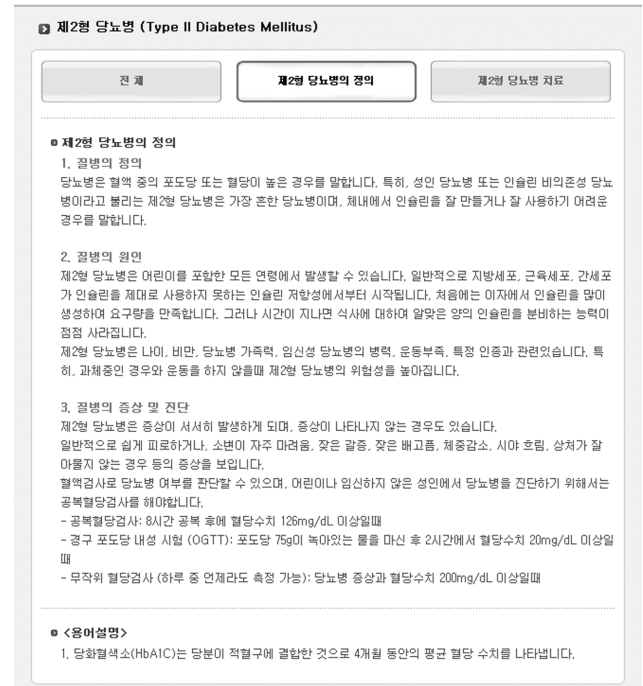 제2형 당뇨병 (Type II Diabetes Mellitus)
전 체
제2형 당뇨병의 정의
제2형 당뇨병 치료
제2형 당뇨병의 정의
1. 질병의 정의
당뇨병은 혈액 중의 포도당 또는 혈당이 높은 경우를 말합니다. 특히, 성인 당뇨병 또는 인슐린 비의존성 당뇨
병이라고 불리는 제2형 당뇨병은 가장 흔한 당뇨병이며, 체내에서 인슐린을 잘 만들거나 잘 사용하기 어려운
경우를 말합니다.
2. 질병의 원인
제2형 당뇨병은 어린이를 포함한 모든 연령에서 발생할 수 있습니다. 일반적으로 지방세포, 근육세포, 간세포
가 인슐린을 제대로 사용하지 못하는 인슐린 저항성에서부터 시작됩니다. 처음에는 이자에서 인슐린을 많이
생성하여 요구량을 만족합니다. 그러나 시간이 지나면 식사에 대하여 알맞은 양의 인슐린을 분비하는 능력이
점점 사라집니다.
제2형 당뇨병은 나이, 비만, 당뇨병 가족력, 임신성 당뇨병의 병력, 운동부족, 특정 인종과 관련있습니다. 특
히, 과체중인 경우와 운동을 하지 않을때 제2형 당뇨병의 위험성을 높아집니다.
3. 질병의 증상 및 진단
제2형 당뇨병은 증상이 서서히 발생하게 되며, 증상이 나타나지 않는 경우도 있습니다.
일반적으로 쉽게 피로하거나, 소변이 자주 마려움, 잦은 갈증, 잦은 배고픔, 체중감소, 시야 흐림, 상처가 잘
아물지 않는 경우 등의 증상을 보입니다.
혈액검사로 당뇨병 여부를 판단할 수 있으며, 어린이나 임신하지 않은 성인에서 당뇨병을 진단하기 위해서는
공복혈당검사를 해야합니다.
- 공복혈당검사: 8시간 공복 후에 혈당수치 126mg/dL 이상일때
- 경구 포도당 내성 시험 (OGTT): 포도당 75g이 녹아있는 물을 마신 후 2시간에서 혈당수치 20mg/dL 이상일
때
- 무작위 혈당검사 (하루 중 언제라도 측정 가능): 당뇨병 증상과 혈당수치 200mg/dL 이상일때
<용어설명>
1. 당화혈색소(HbA1C)는 당분이 적혈구에 결합한 것으로 4개월 동안의 평균 혈당 수치를 나타냅니다.